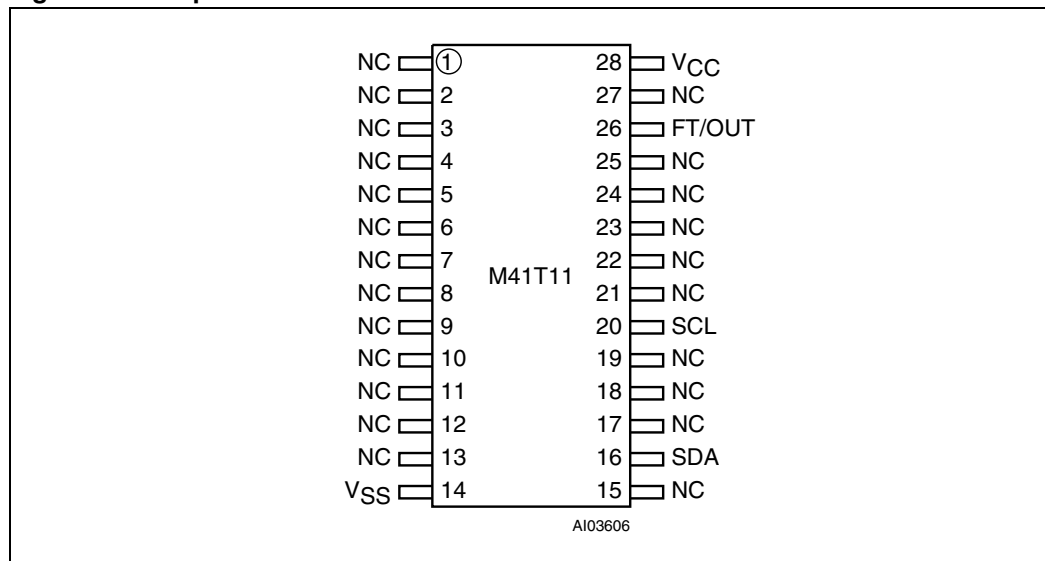 NC 1 28 VCC
NC 2 27 NC
NC 3 26 FT/OUT
NC 4 25 NC
NC 5 24 NC
NC 6 23 NC
NC 7 22 NC
M41T11
NC 8 21 NC
NC 9 20 SCL
NC 10 19 NC
NC 11 18 NC
NC 12 17 NC
NC 13 16 SDA
VSS 14 15 NC
AI03606